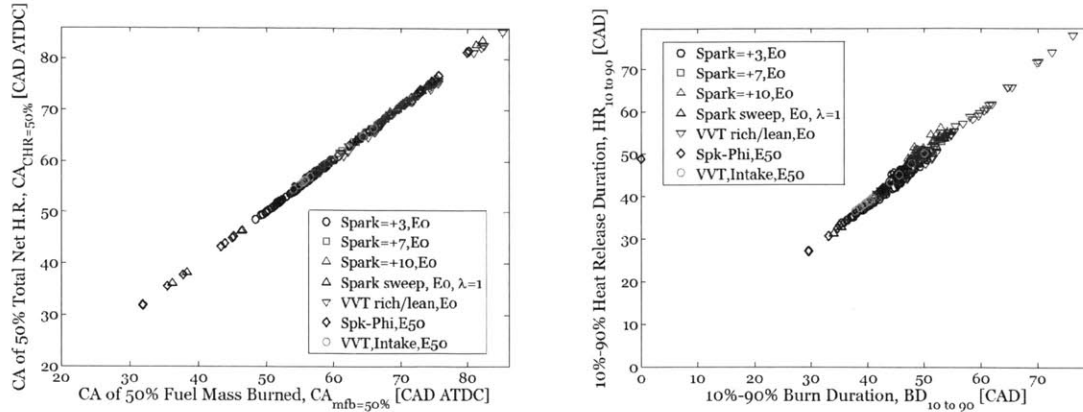 CA of 50% Total Net H.R., CA_CHR=50% [CAD ATDC]
80
70
60
50
40
30
20
Spark=+3,E0
Spark=+7,E0
Spark=+10,E0
Spark sweep, E0, λ=1
VVT rich/lean,E0
Spk-Phi,E50
VVT,Intake,E50
20 30 40 50 60 70 80
CA of 50% Fuel Mass Burned, CA_mfb=50% [CAD ATDC]
10%-90% Heat Release Duration, HR_10 to 90 [CAD]
70
60
50
40
30
20
10
0
Spark=+3,E0
Spark=+7,E0
Spark=+10,E0
Spark sweep, E0, λ=1
VVT rich/lean,E0
Spk-Phi,E50
VVT,Intake,E50
0 10 20 30 40 50 60 70
10%-90% Burn Duration, BD_10 to 90 [CAD]